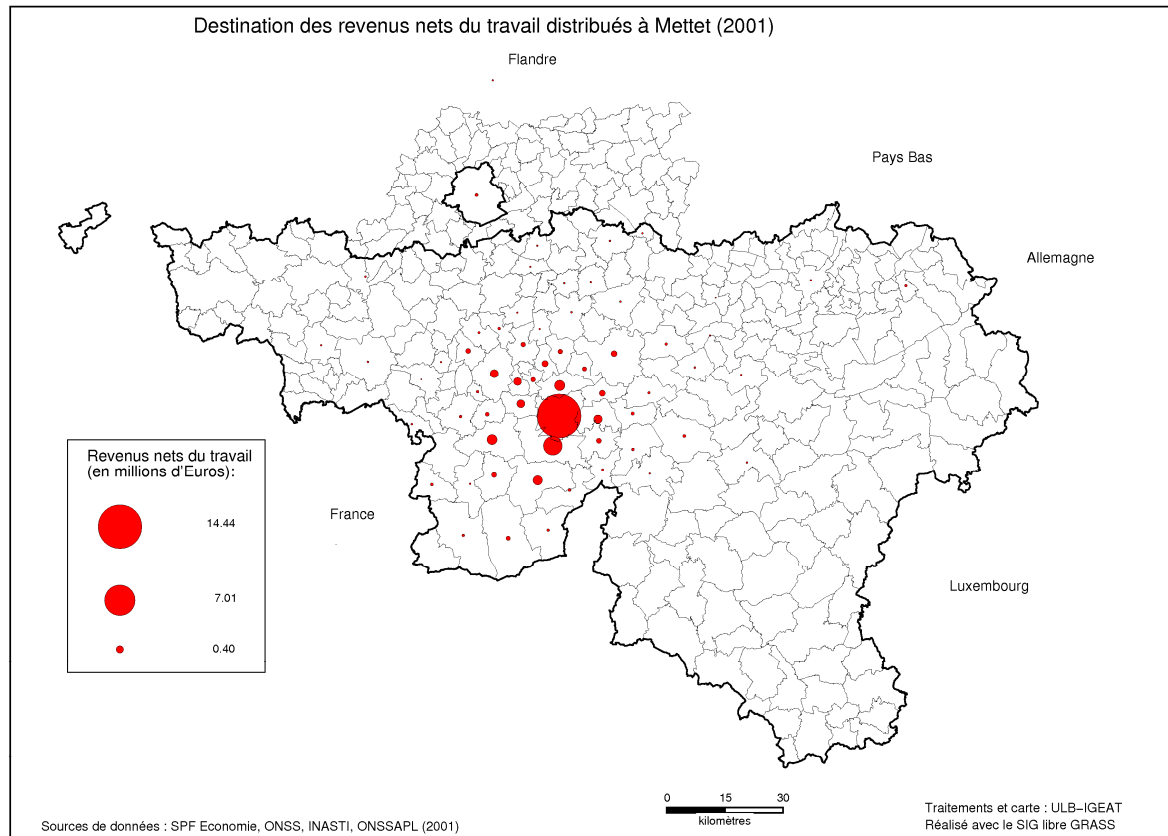 Destination des revenus nets du travail distribués à Mettet (2001)
Flandre
Pays Bas
Allemagne
Revenus nets du travail
(en millions d'Euros):
14.44
7.01
0.40
France
Luxembourg
0 15 30
kilomètres
Sources de données : SPF Economie, ONSS, INASTI, ONSSAPL (2001)
Traitements et carte : ULB-IGEAT
Réalisé avec le SIG libre GRASS